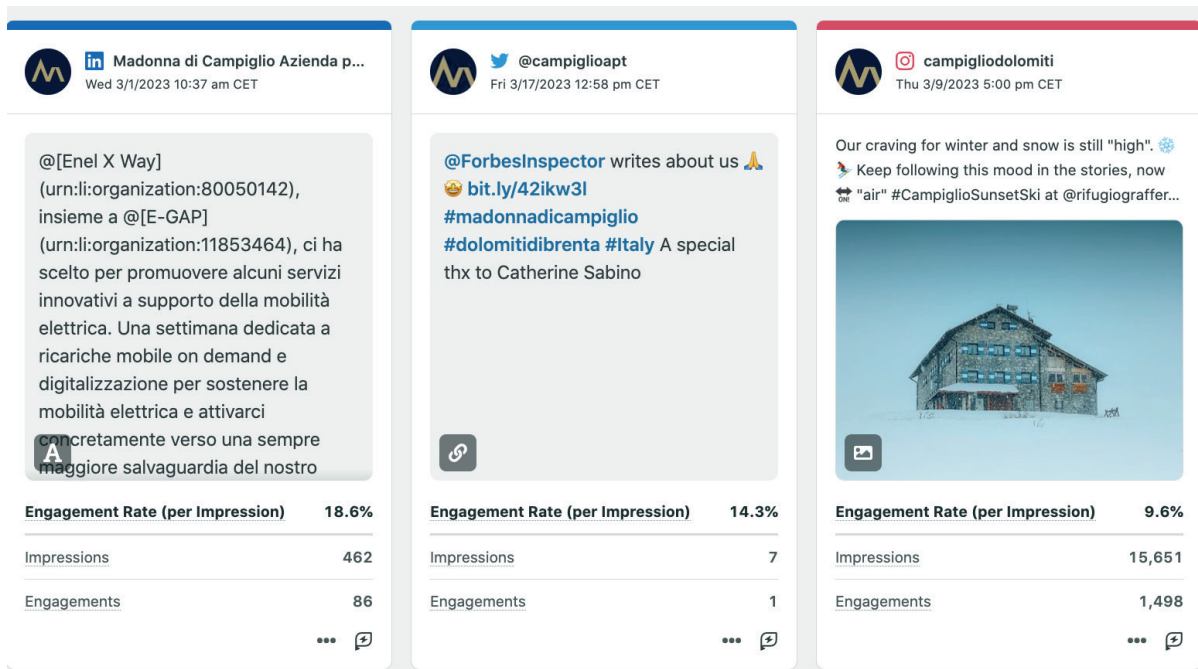 Madonna di Campiglio Azienda p...
Wed 3/1/2023 10:37 am CET
@[Enel X Way]
(urn:li:organization:80050142),
insieme a @[E-GAP]
(urn:li:organization:11853464), ci ha
scelto per promuovere alcuni servizi
innovativi a supporto della mobilità
elettrica. Una settimana dedicata a
ricariche mobile on demand e
digitalizzazione per sostenere la
mobilità elettrica e attivarci
concretamente verso una sempre
maggiore salvaguardia del nostro
A
Engagement Rate (per Impression) 18.6%
Impressions 462
Engagements 86
@campiglioapt
Fri 3/17/2023 12:58 pm CET
@ForbesInspector writes about us 🙏
🤩 bit.ly/42ikw3l
#madonnadicampiglio
#dolomitidibrenta #Italy A special
thx to Catherine Sabino
Engagement Rate (per Impression) 14.3%
Impressions 7
Engagements 1
campigliodolomiti
Thu 3/9/2023 5:00 pm CET
Our craving for winter and snow is still "high". ❄️
⛷️ Keep following this mood in the stories, now
🔛 "air" #CampiglioSunsetSki at @rifugiograffer...
Engagement Rate (per Impression) 9.6%
Impressions 15,651
Engagements 1,498